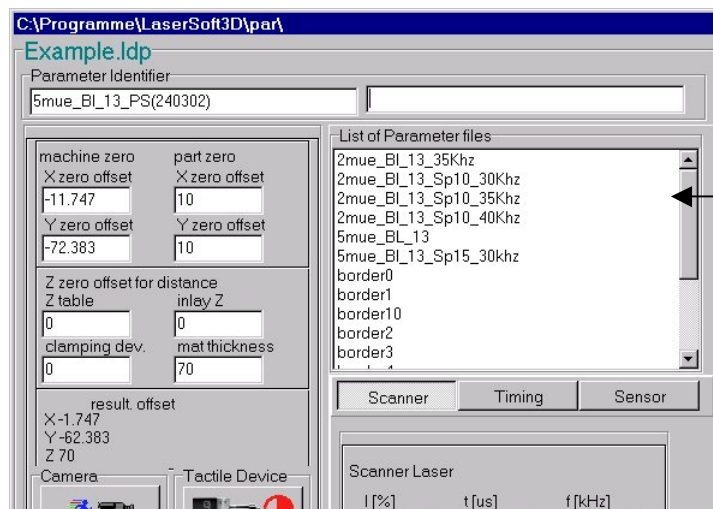 C:\Programme\LaserSoft3D\par\
Example.ldp
Parameter Identifier
5mue_Bl_13_PS(240302)
machine zero part zero
X zero offset X zero offset
-11.747 10
Y zero offset Y zero offset
-72.383 10
Z zero offset for distance
Z table inlay Z
0 0
clamping dev. mat thickness
0 70
result. offset
X -1.747
Y -62.383
Z 70
Camera Tactile Device
List of Parameter files
2mue_Bl_13_35Khz
2mue_Bl_13_Sp10_30Khz
2mue_Bl_13_Sp10_35Khz
2mue_Bl_13_Sp10_40Khz
5mue_BL_13
5mue_Bl_13_Sp15_30khz
border0
border1
border10
border2
border3
Scanner Timing Sensor
Scanner Laser
I [%] t [us] f [kHz]